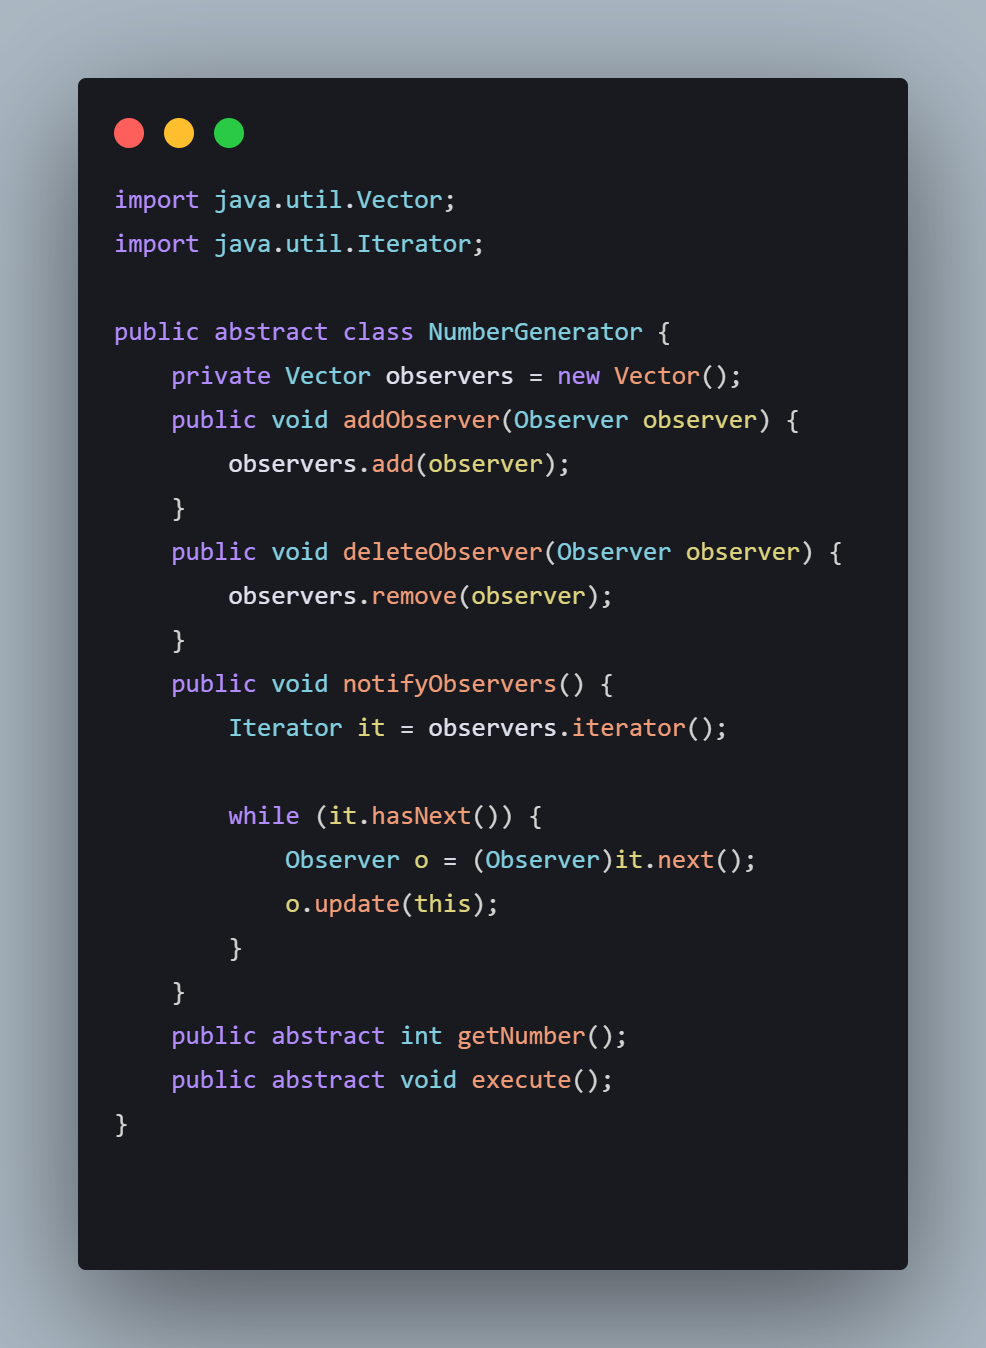 import java.util.Vector;
import java.util.Iterator;

public abstract class NumberGenerator {
    private Vector observers = new Vector();
    public void addObserver(Observer observer) {
        observers.add(observer);
    }
    public void deleteObserver(Observer observer) {
        observers.remove(observer);
    }
    public void notifyObservers() {
        Iterator it = observers.iterator();

        while (it.hasNext()) {
            Observer o = (Observer)it.next();
            o.update(this);
        }
    }
    public abstract int getNumber();
    public abstract void execute();
}